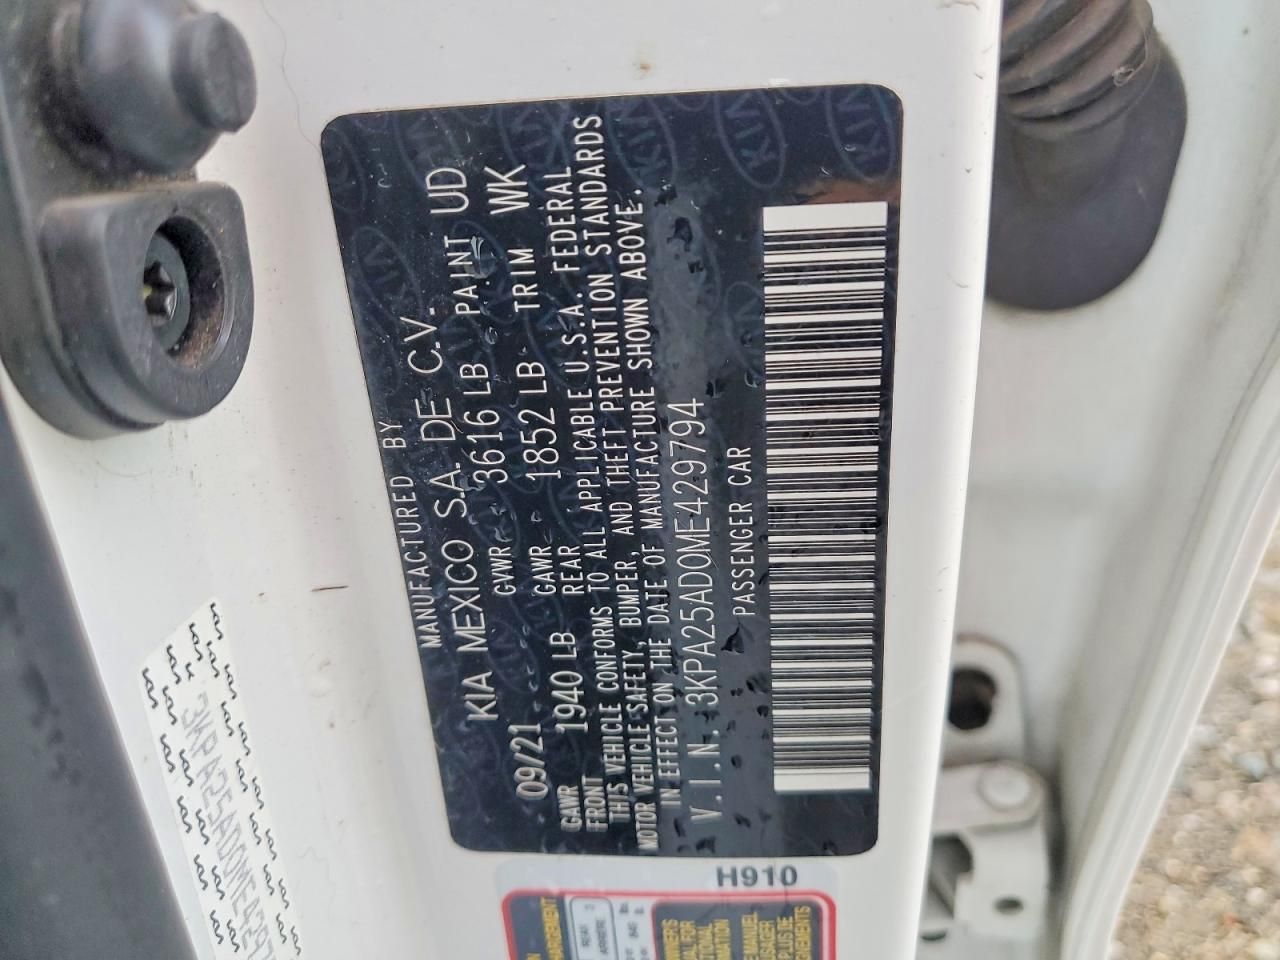 MANUFACTURED BY
KIA MEXICO S.A. DE C.V.
09/21 GVWR 3616 LB PAINT UD
GAWR FRONT 1940 LB GAWR REAR 1852 LB TRIM WK
THIS VEHICLE CONFORMS TO ALL APPLICABLE U.S.A. FEDERAL
MOTOR VEHICLE SAFETY, BUMPER, AND THEFT PREVENTION STANDARDS
IN EFFECT ON THE DATE OF MANUFACTURE SHOWN ABOVE.
V.I.N. : 3KPA25AD0ME429794
PASSENGER CAR
H910